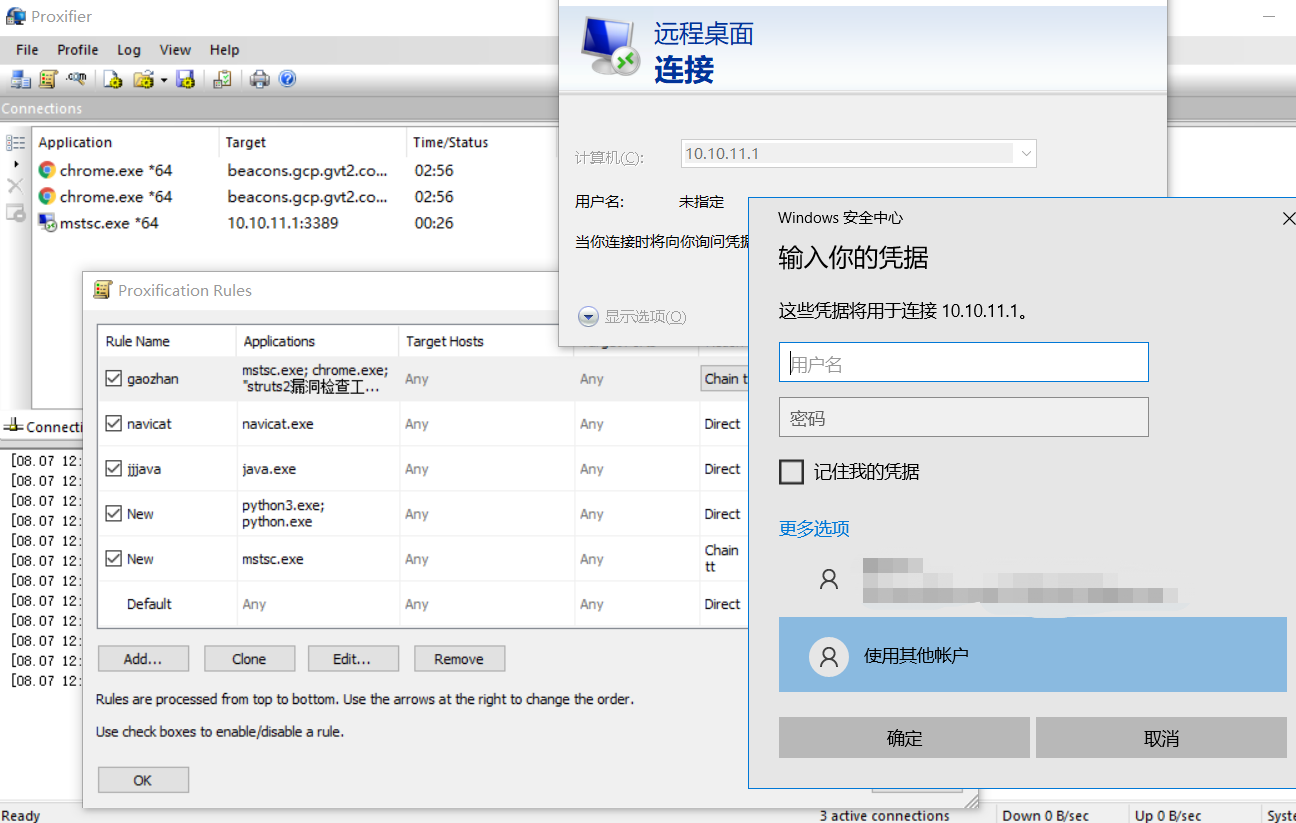 Proxifier
File Profile Log View Help
Connections
Application Target Time/Status
chrome.exe *64 beacons.gcp.gvt2.co... 02:56
chrome.exe *64 beacons.gcp.gvt2.co... 02:56
mstsc.exe *64 10.10.11.1:3389 00:26
远程桌面
连接
计算机(C): 10.10.11.1
用户名: 未指定
当你连接时将向你询问凭据
显示选项(O)
Proxification Rules
Rule Name Applications Target Hosts
gaozhan mstsc.exe; chrome.exe; "struts2漏洞检查工... Any Any Chain t
navicat navicat.exe Any Any Direct
jjjava java.exe Any Any Direct
New python3.exe; python.exe Any Any Direct
New mstsc.exe Any Any Chain tt
Default Any Any Any Direct
Add... Clone Edit... Remove
Rules are processed from top to bottom. Use the arrows at the right to change the order.
Use check boxes to enable/disable a rule.
OK
Windows 安全中心
输入你的凭据
这些凭据将用于连接 10.10.11.1。
用户名
密码
记住我的凭据
更多选项
使用其他帐户
确定 取消
Connecti
[08.07 12:
[08.07 12:
[08.07 12:
[08.07 12:
[08.07 12:
[08.07 12:
[08.07 12:
[08.07 12:
[08.07 12:
[08.07 12:
[08.07 12:
[08.07 12:
Ready 3 active connections Down 0 B/sec Up 0 B/sec Syste